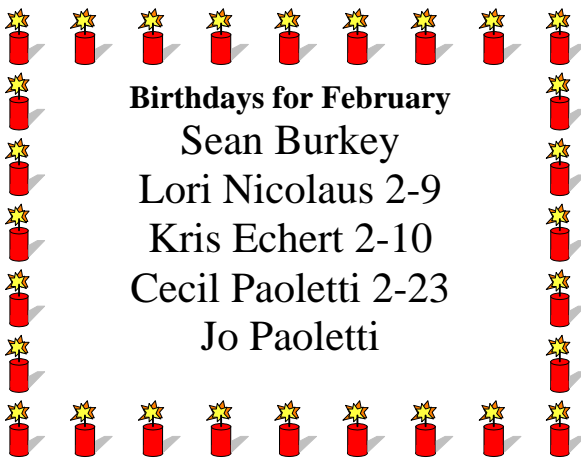 Birthdays for February
Sean Burkey
Lori Nicolaus 2-9
Kris Echert 2-10
Cecil Paoletti 2-23
Jo Paoletti